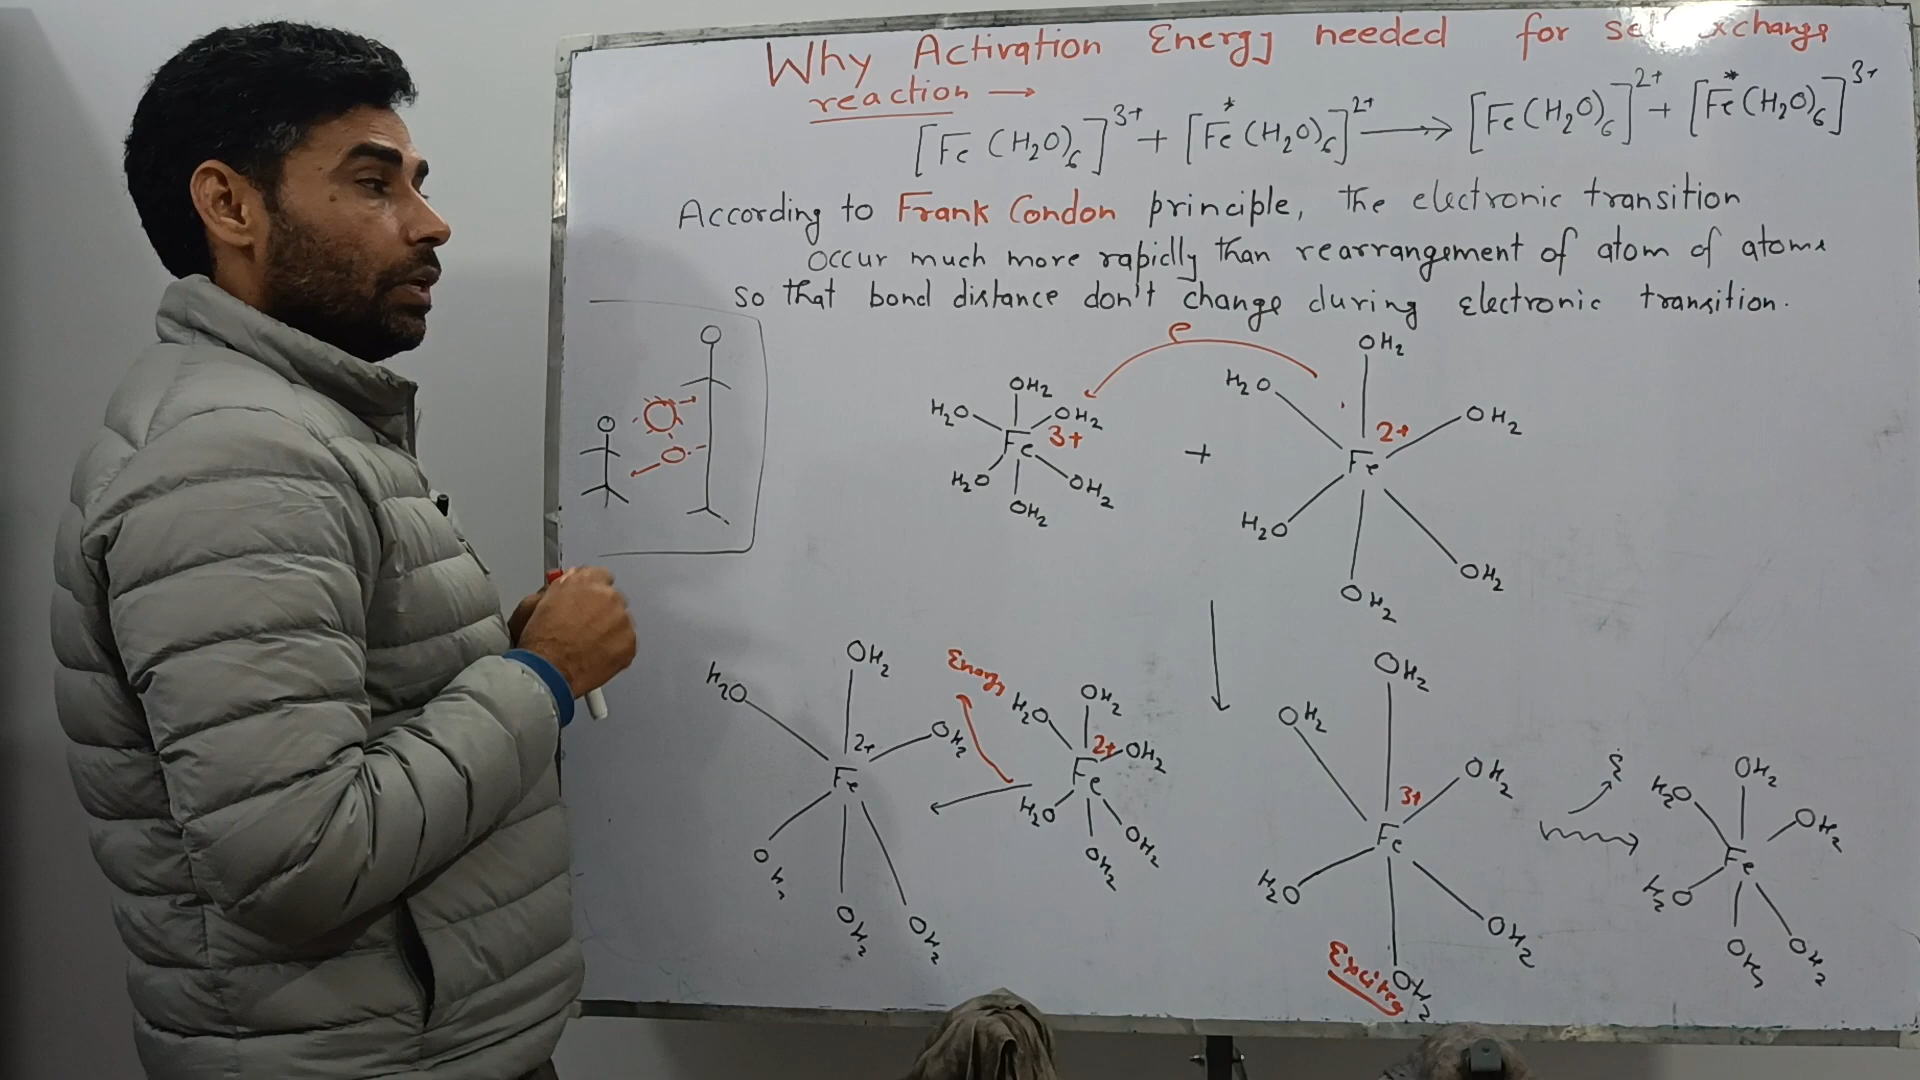 Why Activation Energy needed for se xchange
reaction →
[Fe (H₂O)₆]³⁺ + [F*e (H₂O)₆]²⁺ → [Fe(H₂O)₆]²⁺ + [F*e (H₂O)₆]³⁺
According to Frank Condon principle, The electronic transition
occur much more rapidly than rearrangement of atom of atoms
so that bond distance don't change during electronic transition.
e
OH₂
H₂O
OH₂
Fe 3+
H₂O
OH₂
OH₂
+
OH₂
H₂O
OH₂
2+
Fe
H₂O
OH₂
OH₂
OH₂
H₂O
2+
OH₂
Fe
OH₂
OH₂
OH₂
Energy
OH₂
H₂O
2+
OH₂
Fe
H₂O
OH₂
OH₂
OH₂
OH₂
OH₂
3+
Fe
H₂O
OH₂
OH₂
Excited
OH₂
H₂O
OH₂
Fe
H₂O
OH₂
OH₂